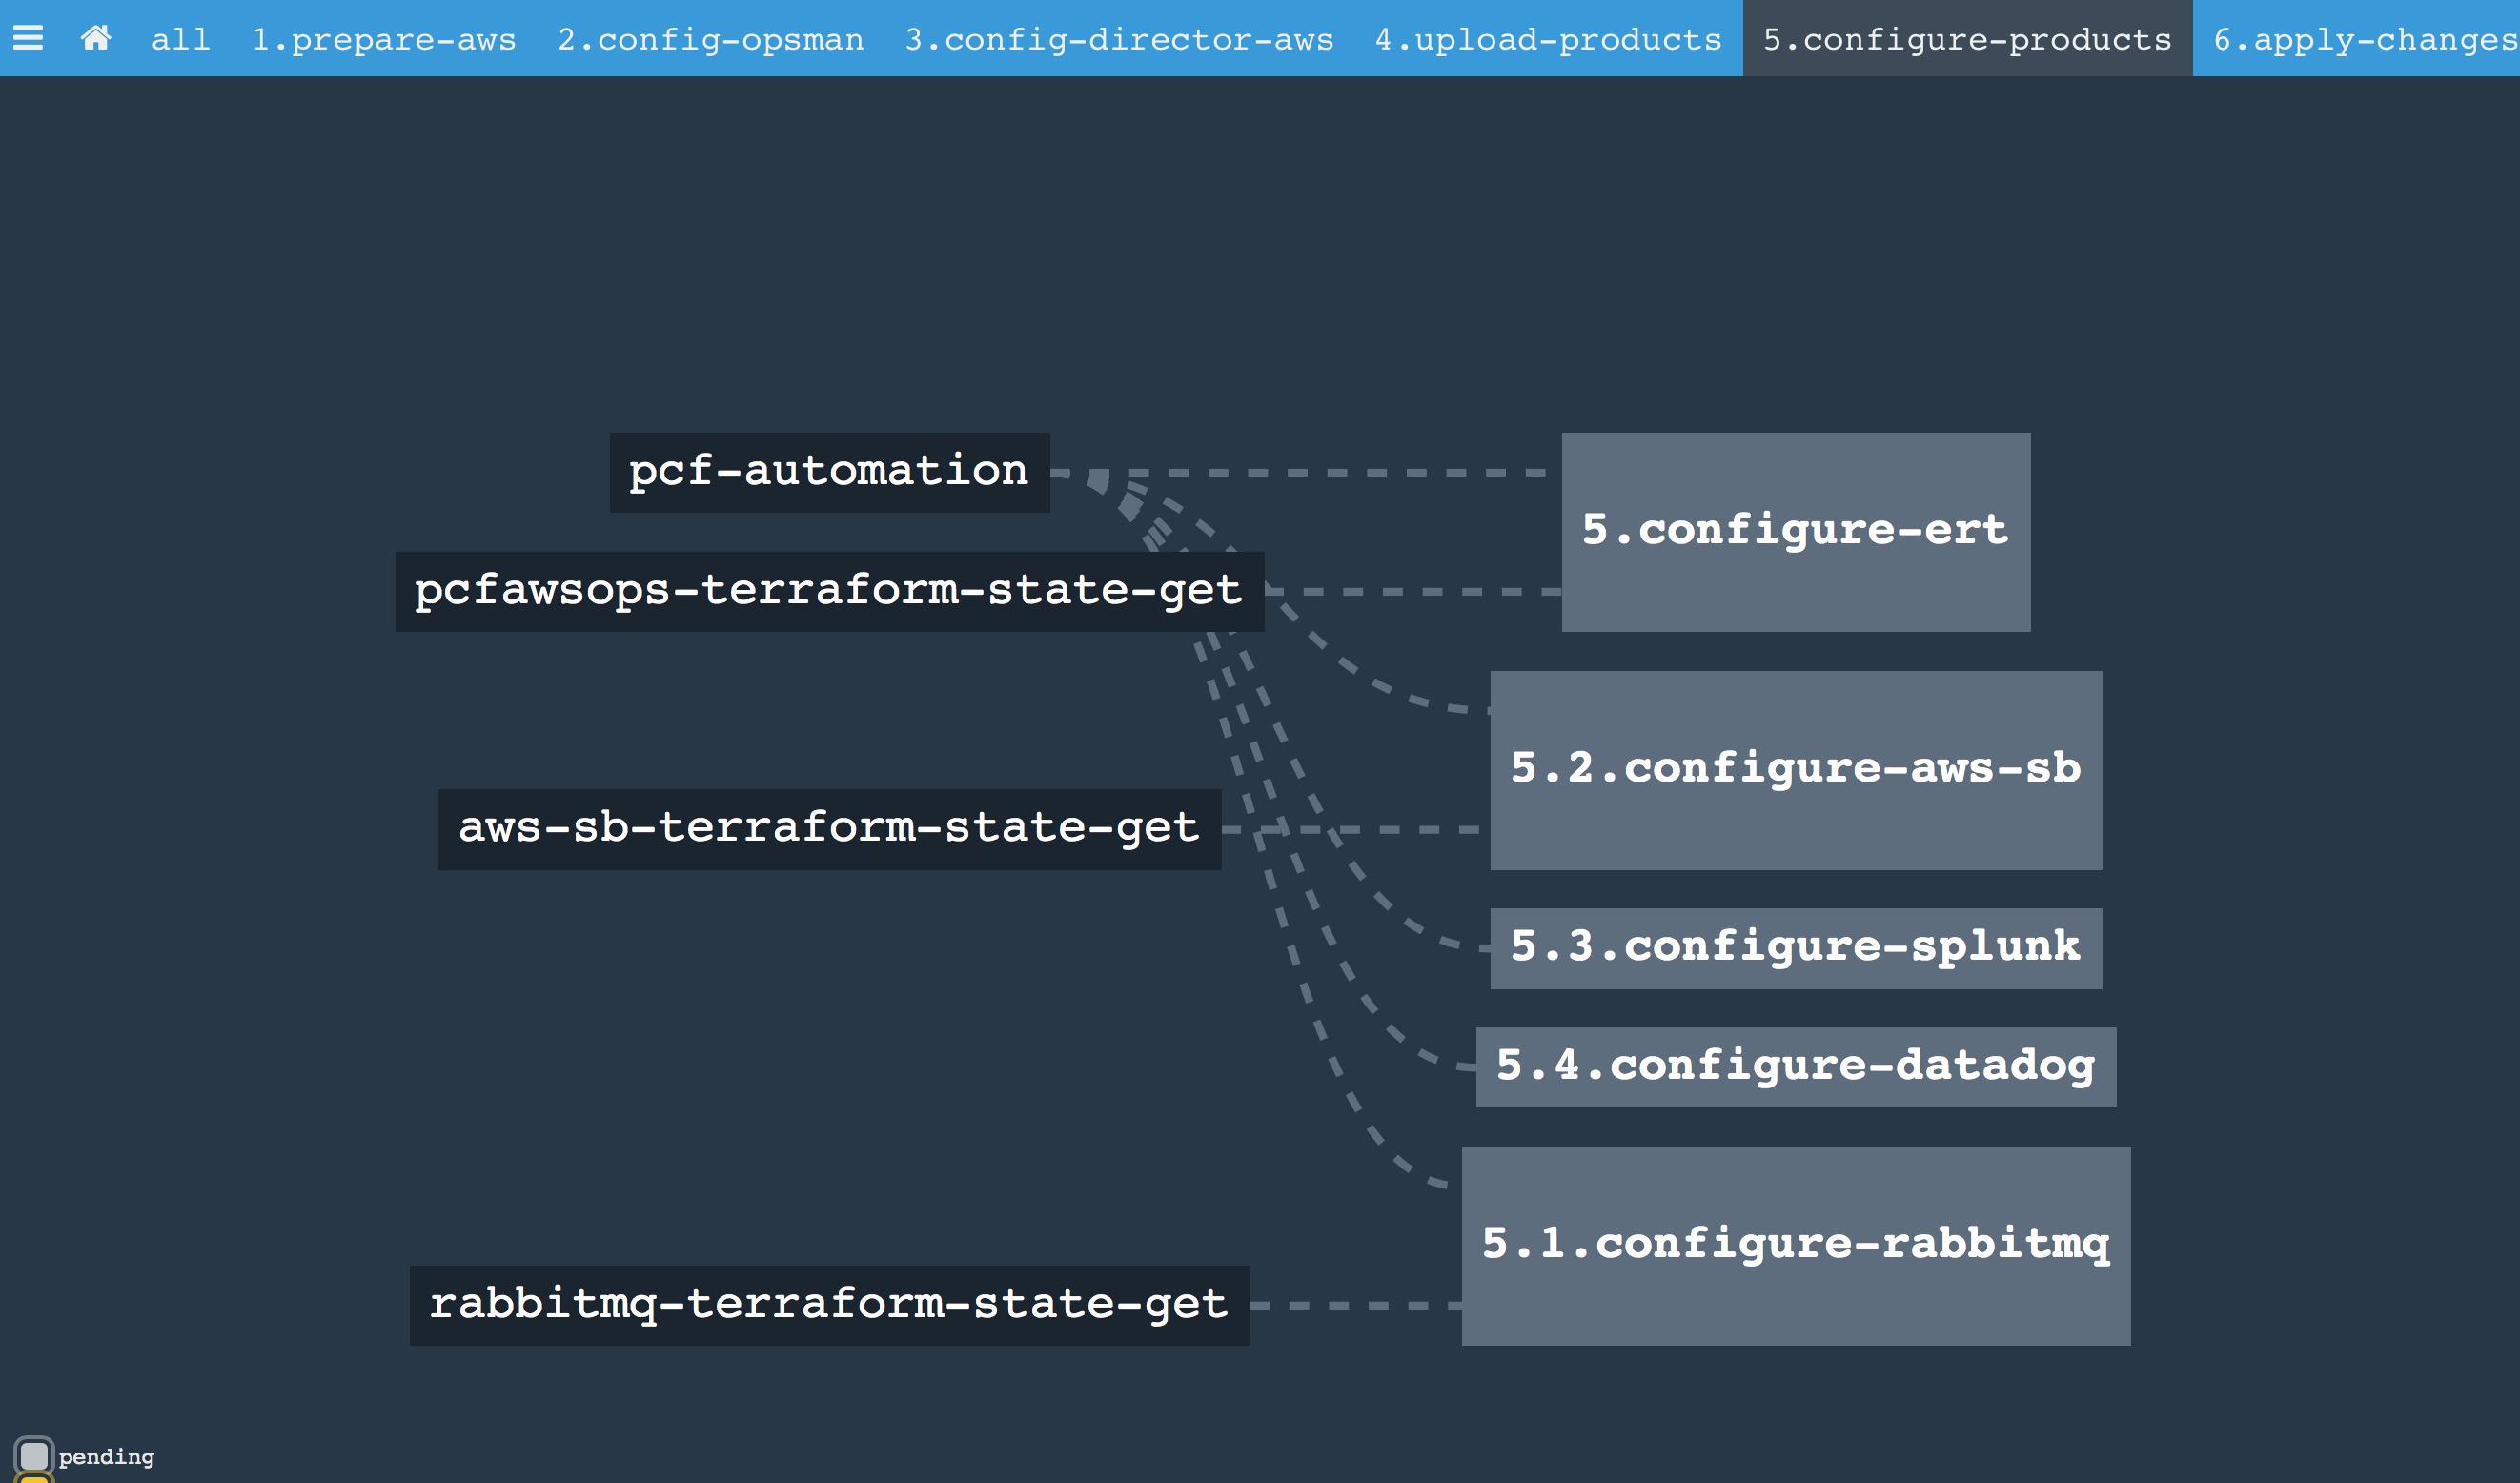 all 1.prepare-aws 2.config-opsman 3.config-director-aws 4.upload-products 5.configure-products 6.apply-changes
pcf-automation
5.configure-ert
pcfawsops-terraform-state-get
5.2.configure-aws-sb
aws-sb-terraform-state-get
5.3.configure-splunk
5.4.configure-datadog
5.1.configure-rabbitmq
rabbitmq-terraform-state-get
pending